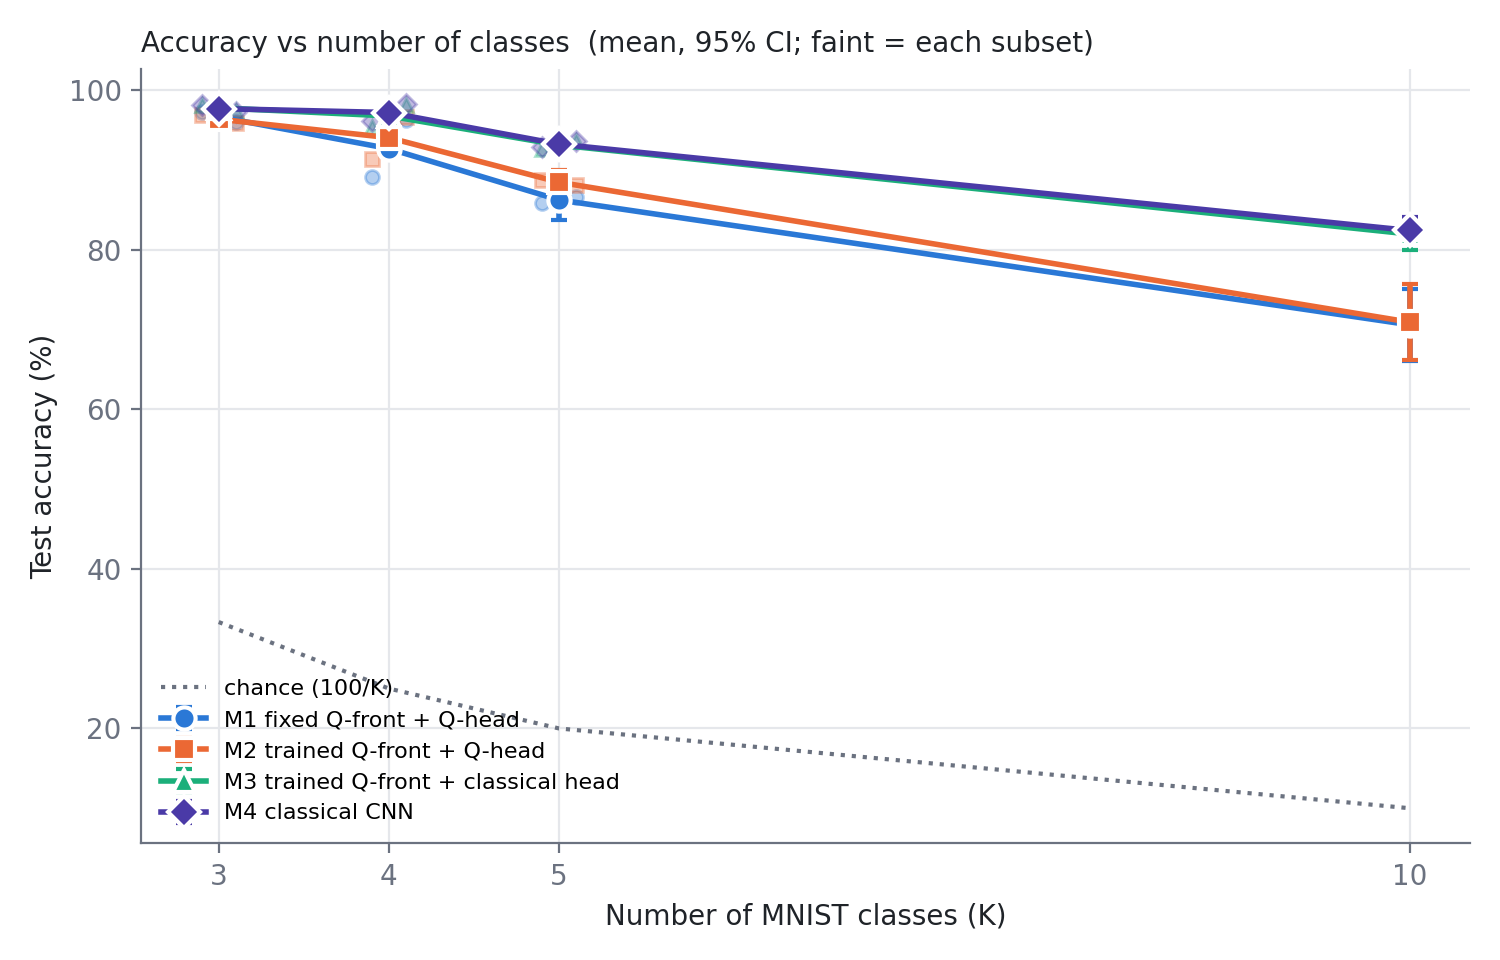 Accuracy vs number of classes  (mean, 95% CI; faint = each subset)
100
80
60
40
20
Test accuracy (%)
chance (100/K)
M1 fixed Q-front + Q-head
M2 trained Q-front + Q-head
M3 trained Q-front + classical head
M4 classical CNN
3
4
5
10
Number of MNIST classes (K)